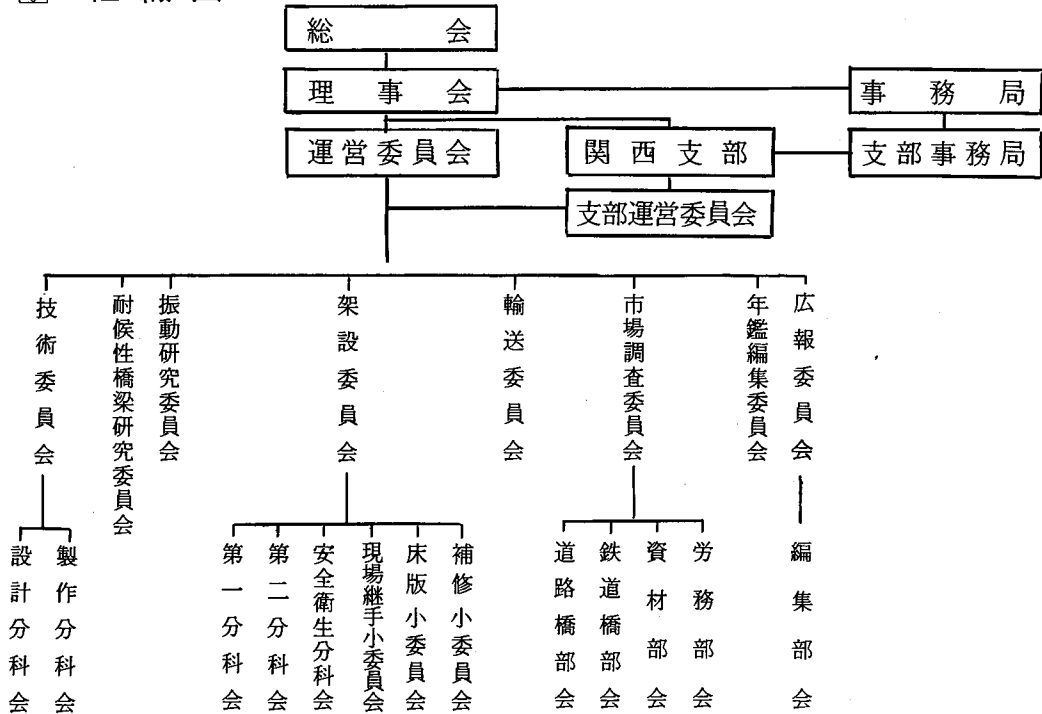 総会
理事会
事務局
運営委員会
関西支部
支部事務局
支部運営委員会
技術委員会
耐候性橋梁研究委員会
振動研究委員会
架設委員会
輸送委員会
市場調査委員会
年鑑編集委員会
広報委員会
設計分科会
製作分科会
第一分科会
第二分科会
安全衛生分科会
現場継手小委員会
床版小委員会
補修小委員会
道路橋部会
鉄道橋部会
資材部会
労務部会
編集部会